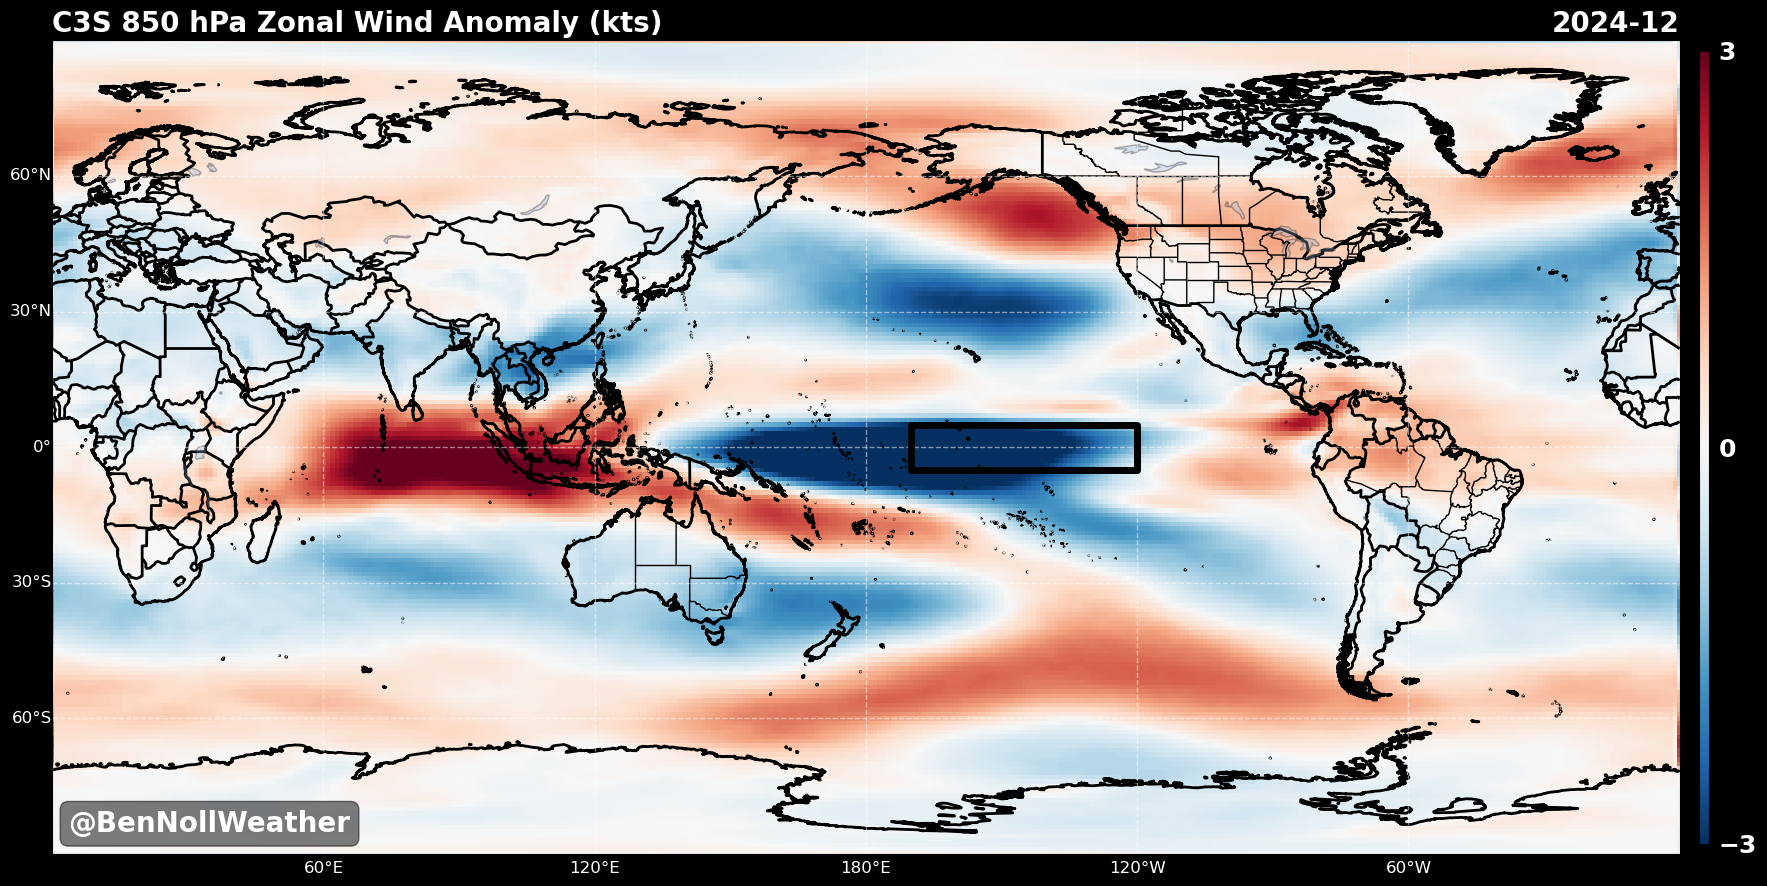 C3S 850 hPa Zonal Wind Anomaly (kts)
2024-12
3
0
−3
60°N
30°N
0°
30°S
60°S
60°E
120°E
180°E
120°W
60°W
@BenNollWeather